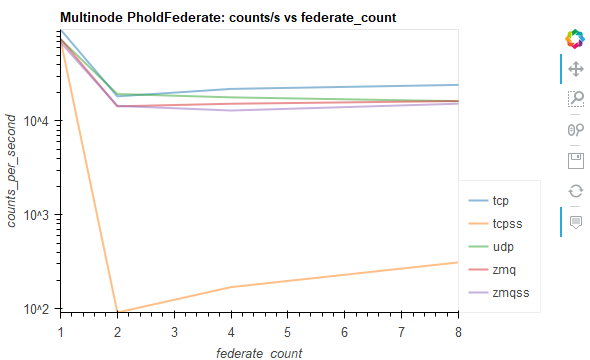 Multinode PholdFederate: counts/s vs federate_count
counts_per_second
10^4
10^3
10^2
1
2
3
4
5
6
7
8
federate_count
tcp
tcpss
udp
zmq
zmqss